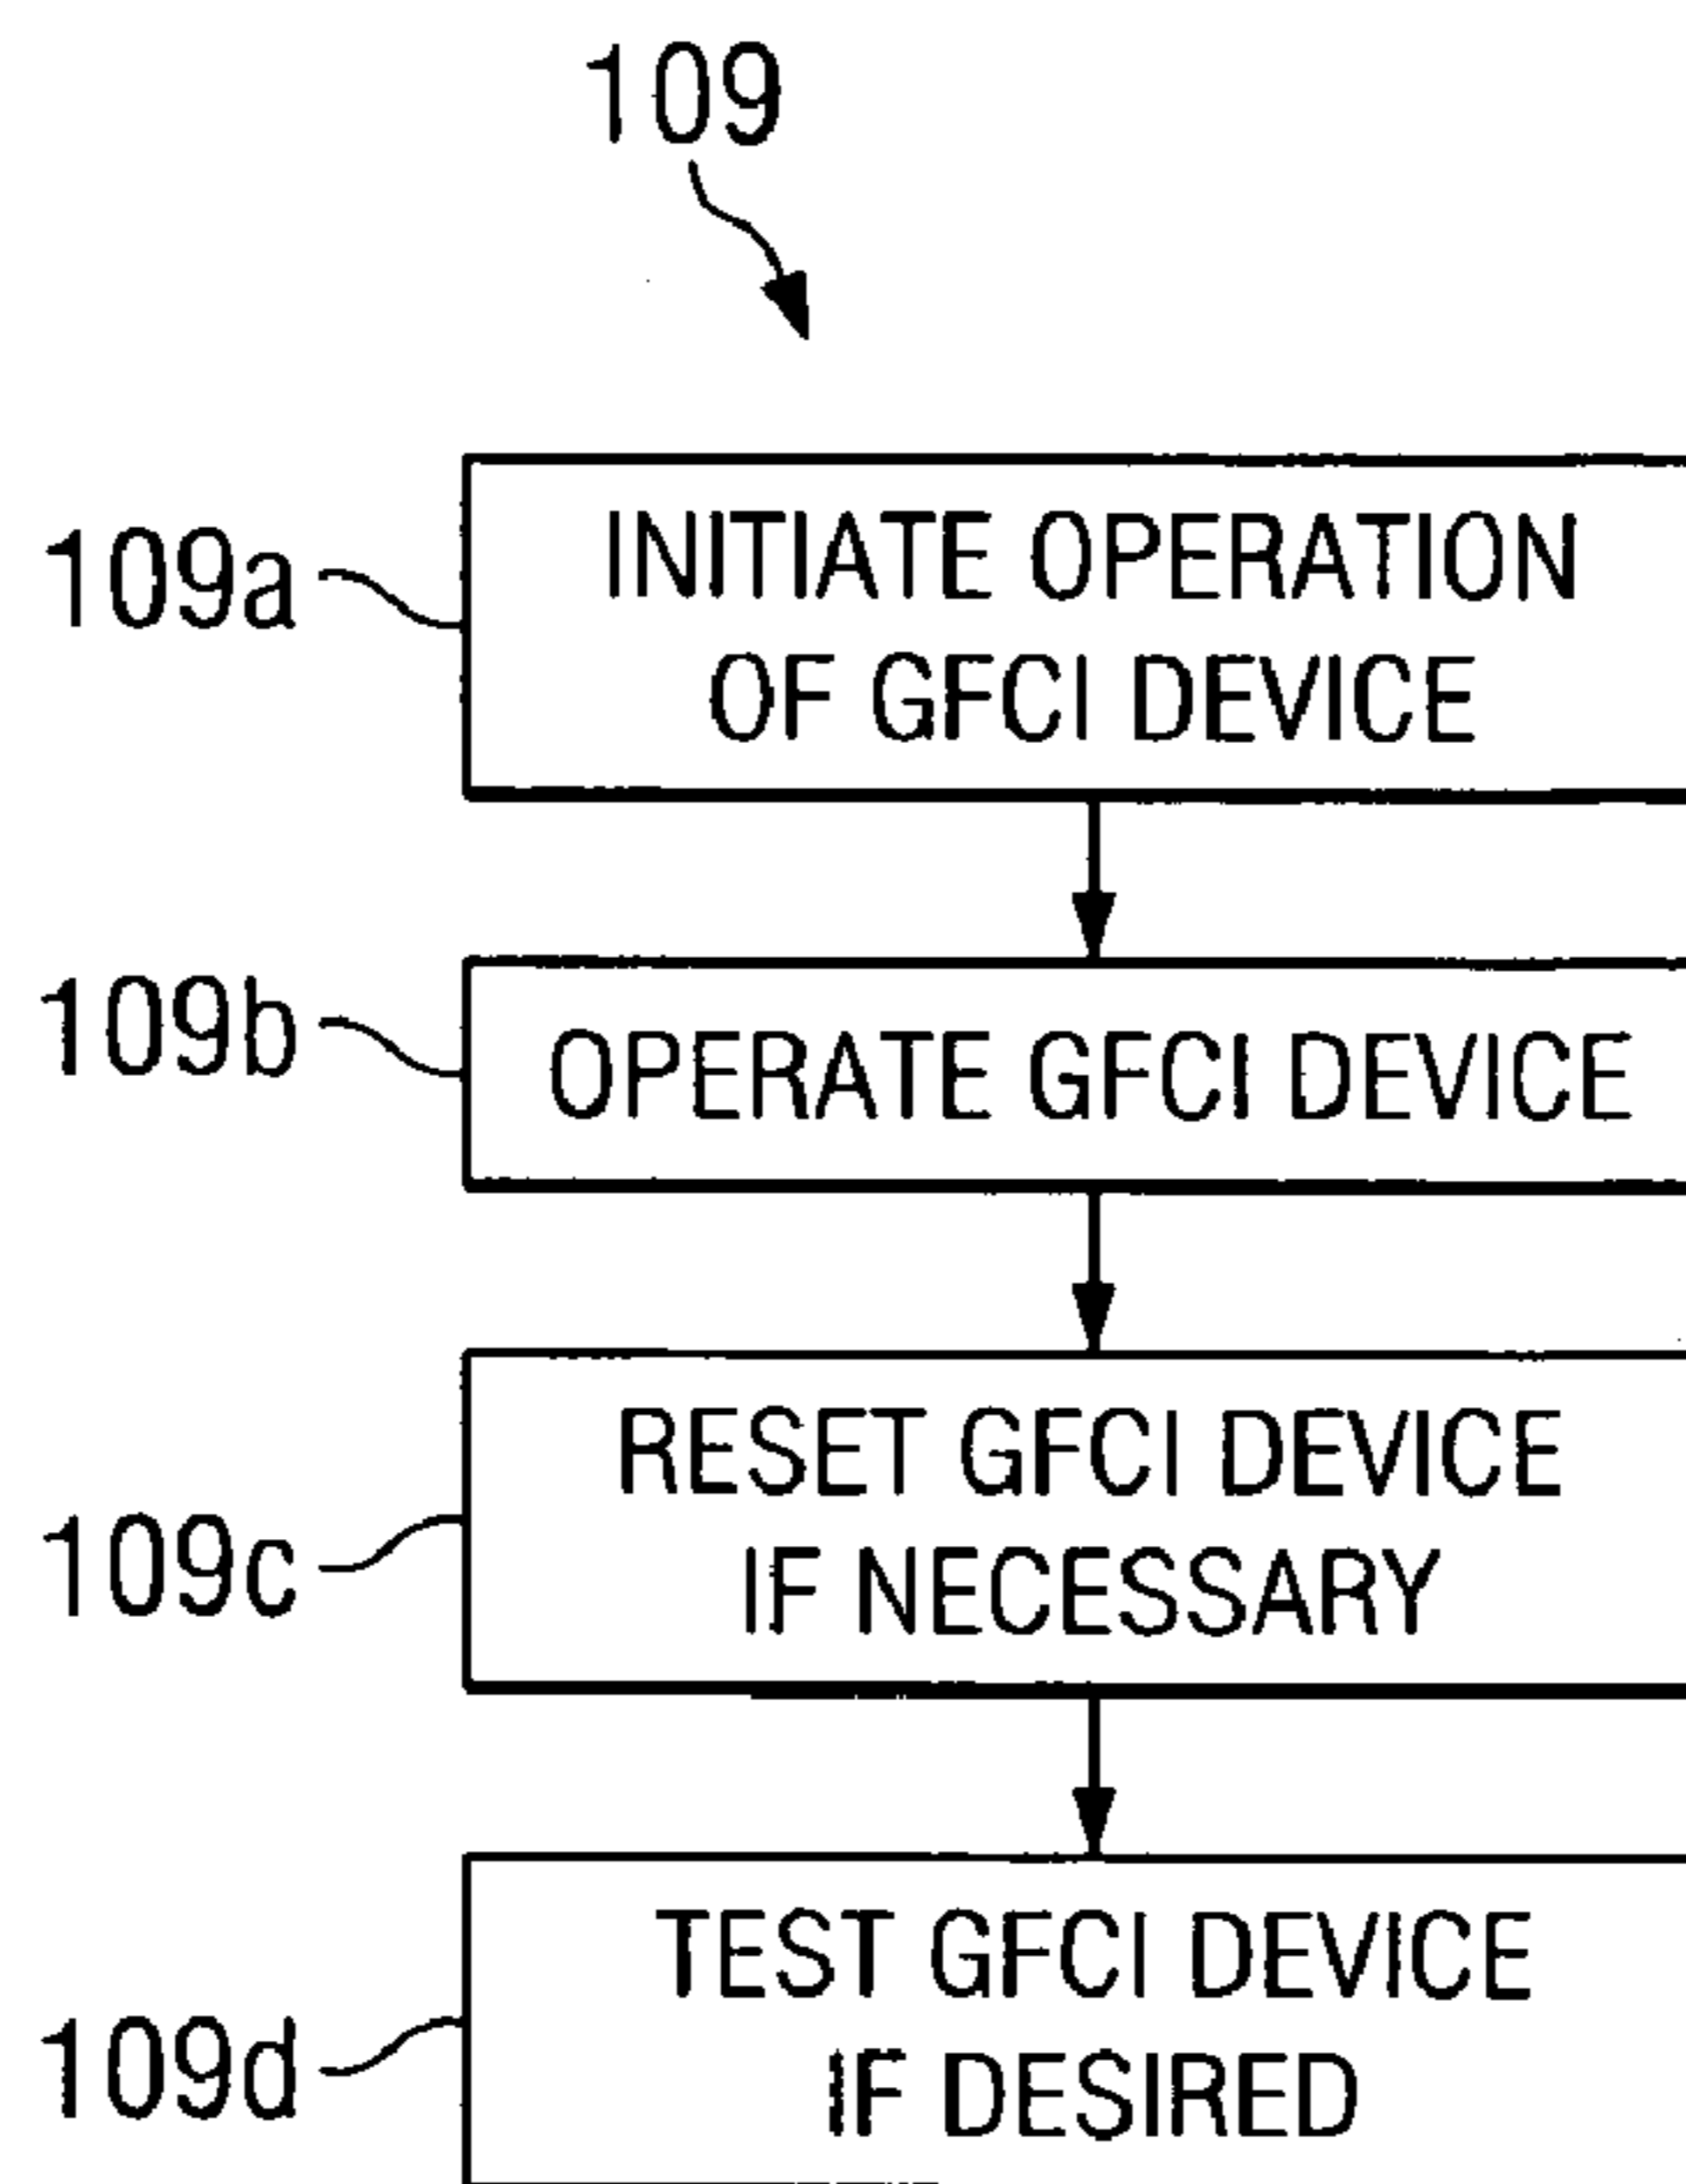 109
109a
INITIATE OPERATION
OF GFCI DEVICE
109b
OPERATE GFCI DEVICE
109c
RESET GFCI DEVICE
IF NECESSARY
109d
TEST GFCI DEVICE
IF DESIRED